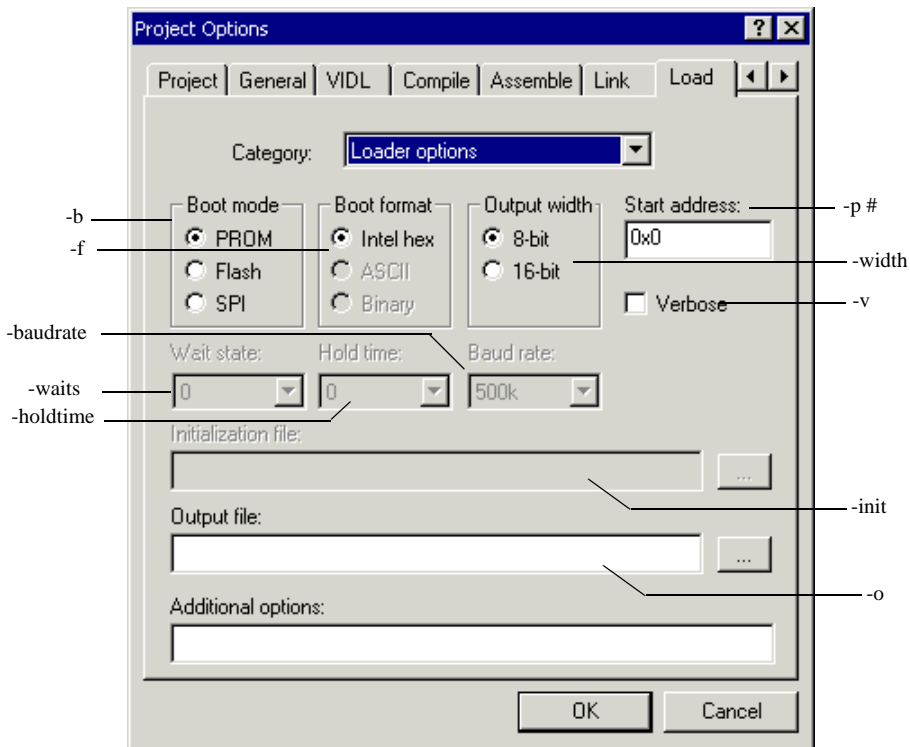 Project Options
Project General VIDL Compile Assemble Link Load
Category: Loader options
-b Boot mode Boot format Output width Start address: -p #
-f PROM Intel hex 8-bit 0x0
Flash ASCII 16-bit -width
SPI Binary Verbose -v
-baudrate
Wait state: Hold time: Baud rate:
-waits 0 0 500k
-holdtime
Initialization file:
...
-init
Output file:
...
-o
Additional options:
OK Cancel